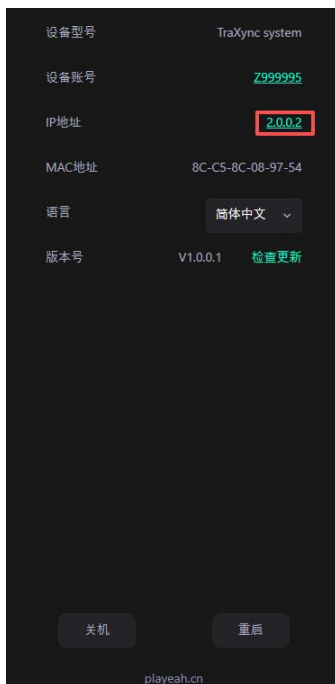 设备型号 TraXync system
设备账号 Z999995
IP地址 2.0.0.2
MAC地址 8C-C5-8C-08-97-54
语言 简体中文
版本号 V1.0.0.1 检查更新
关机 重启
playeah.cn